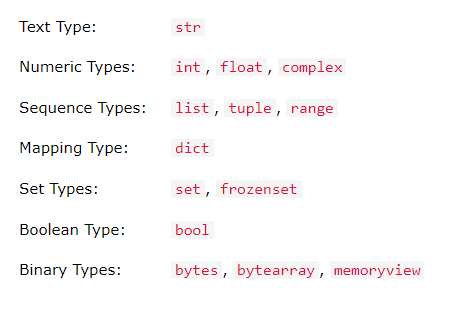 Text Type: str
Numeric Types: int, float, complex
Sequence Types: list, tuple, range
Mapping Type: dict
Set Types: set, frozenset
Boolean Type: bool
Binary Types: bytes, bytearray, memoryview